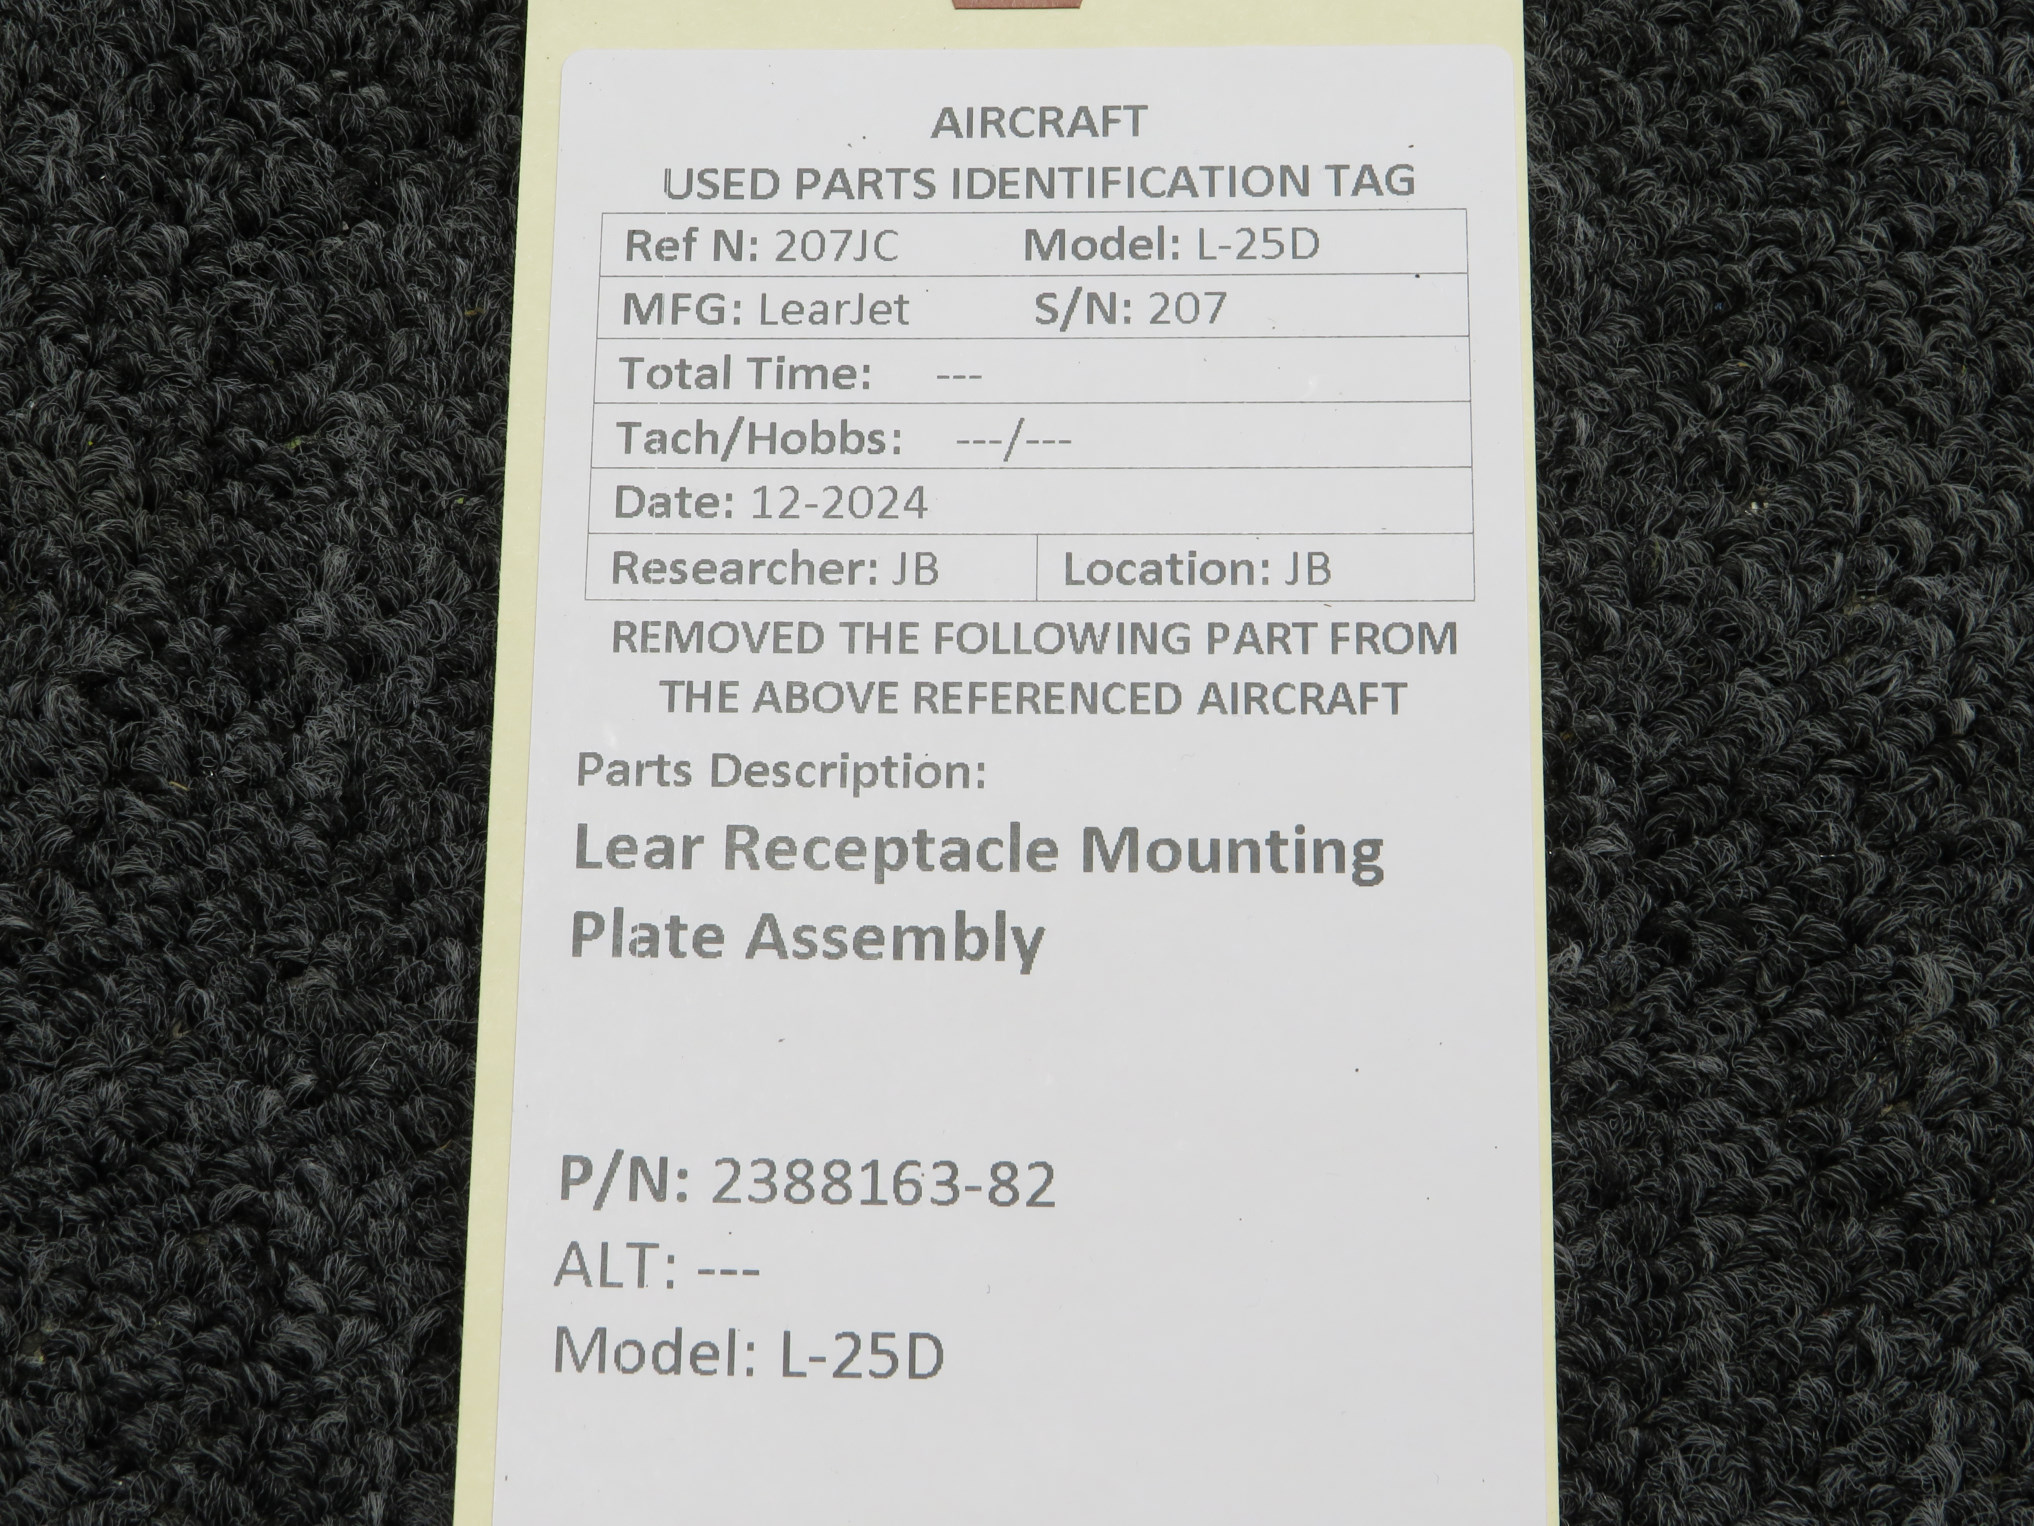 AIRCRAFT
USED PARTS IDENTIFICATION TAG
Ref N: 207JC Model: L-25D
MFG: LearJet S/N: 207
Total Time: ---
Tach/Hobbs: ---/---
Date: 12-2024
Researcher: JB Location: JB
REMOVED THE FOLLOWING PART FROM
THE ABOVE REFERENCED AIRCRAFT
Parts Description:
Lear Receptacle Mounting
Plate Assembly
P/N: 2388163-82
ALT: ---
Model: L-25D